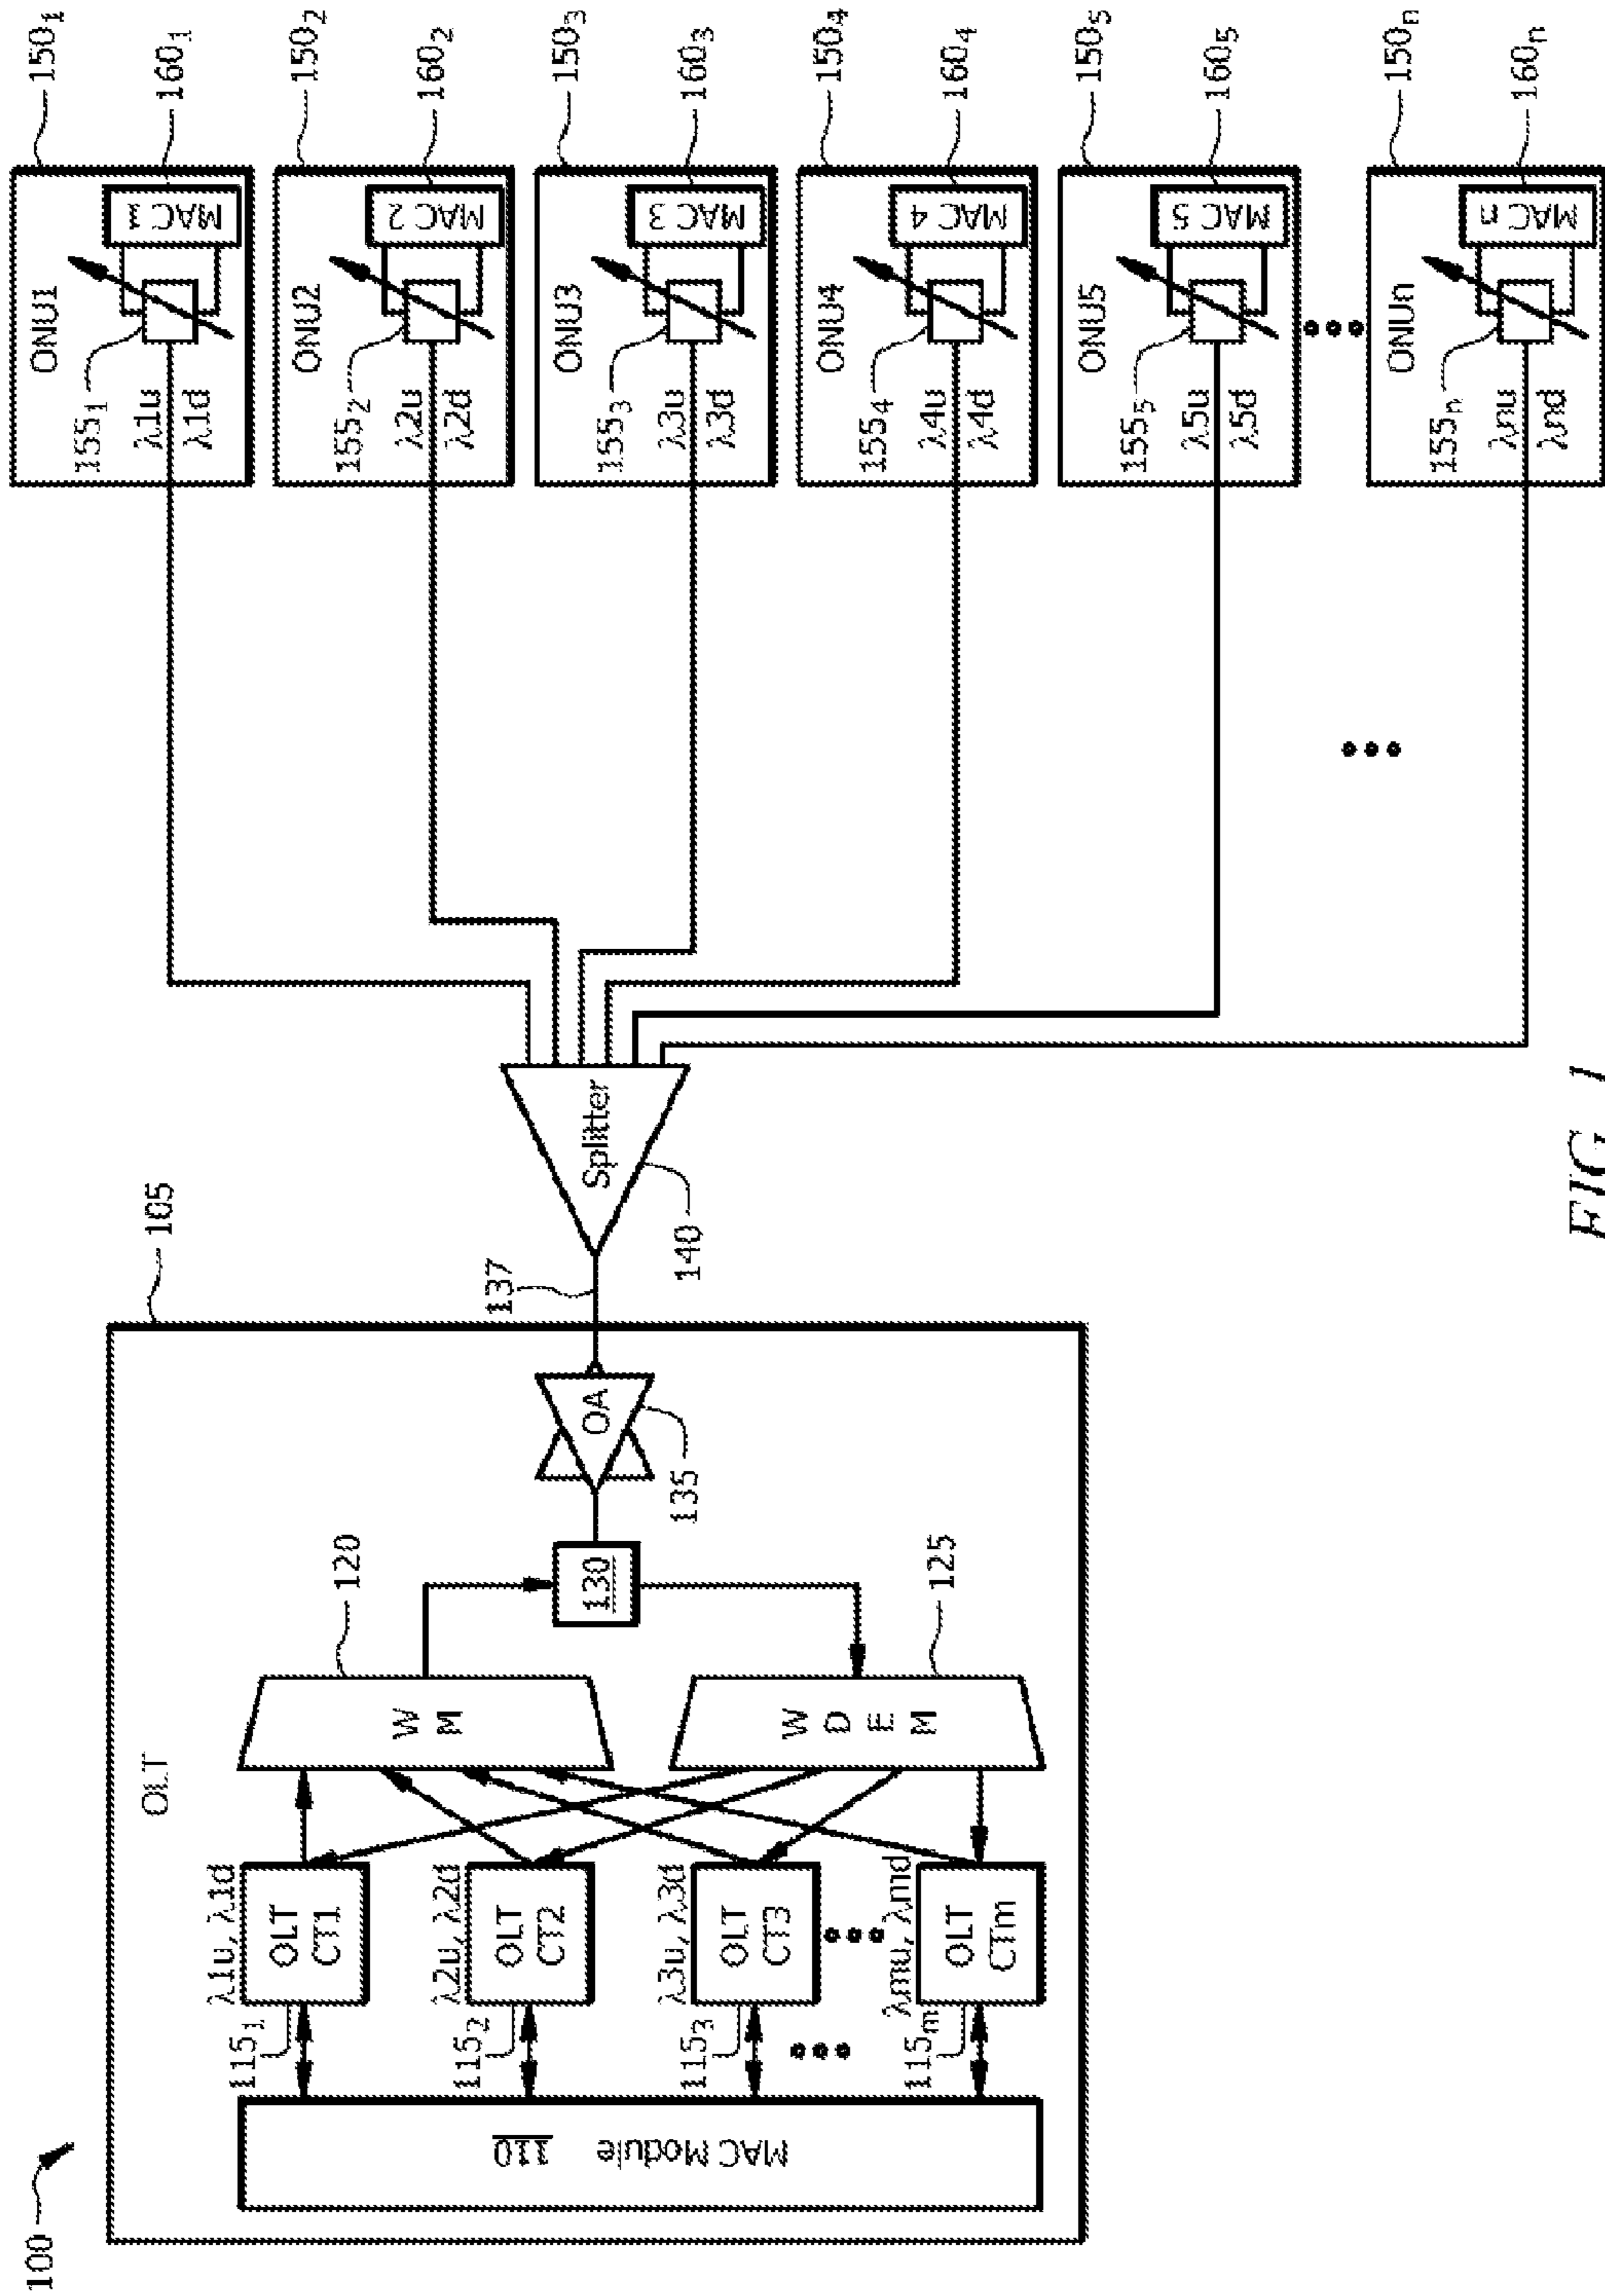 100
105
OLT
MAC Module 110
115₁
115₂
115₃
115ₘ
λ1u, λ1d
OLT
CT1
λ2u, λ2d
OLT
CT2
λ3u, λ3d
OLT
CT3
λmu, λmd
OLT
CTm
120
W
M
125
W
D
E
M
130
OA
135
137
Splitter
140
ONU1
155₁
λ1u
λ1d
MAC 1
150₁
160₁
ONU2
155₂
λ2u
λ2d
MAC 2
150₂
160₂
ONU3
155₃
λ3u
λ3d
MAC 3
150₃
160₃
ONU4
155₄
λ4u
λ4d
MAC 4
150₄
160₄
ONU5
155₅
λ5u
λ5d
MAC 5
150₅
160₅
ONUn
155ₙ
λnu
λnd
MAC n
150ₙ
160ₙ
FIG. 1